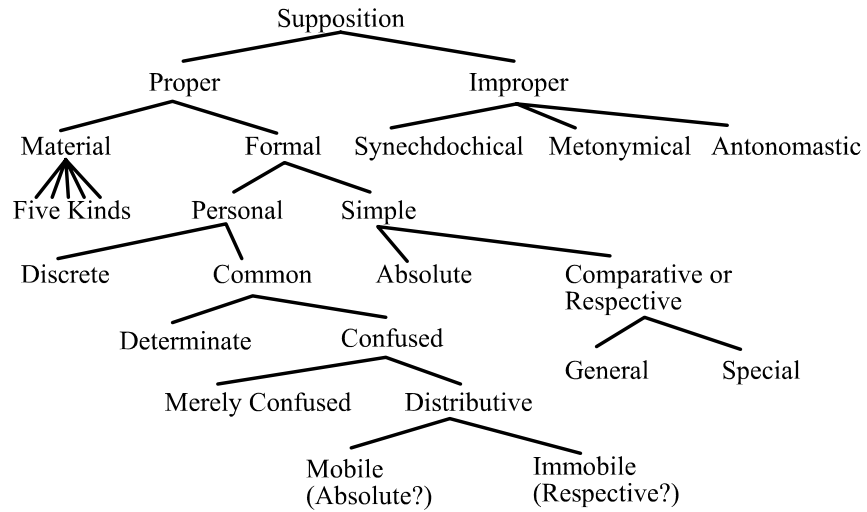 Supposition
Proper
Improper
Material
Formal
Synechdochical
Metonymical
Antonomastic
Five Kinds
Personal
Simple
Discrete
Common
Absolute
Comparative or
Respective
Determinate
Confused
General
Special
Merely Confused
Distributive
Mobile
(Absolute?)
Immobile
(Respective?)